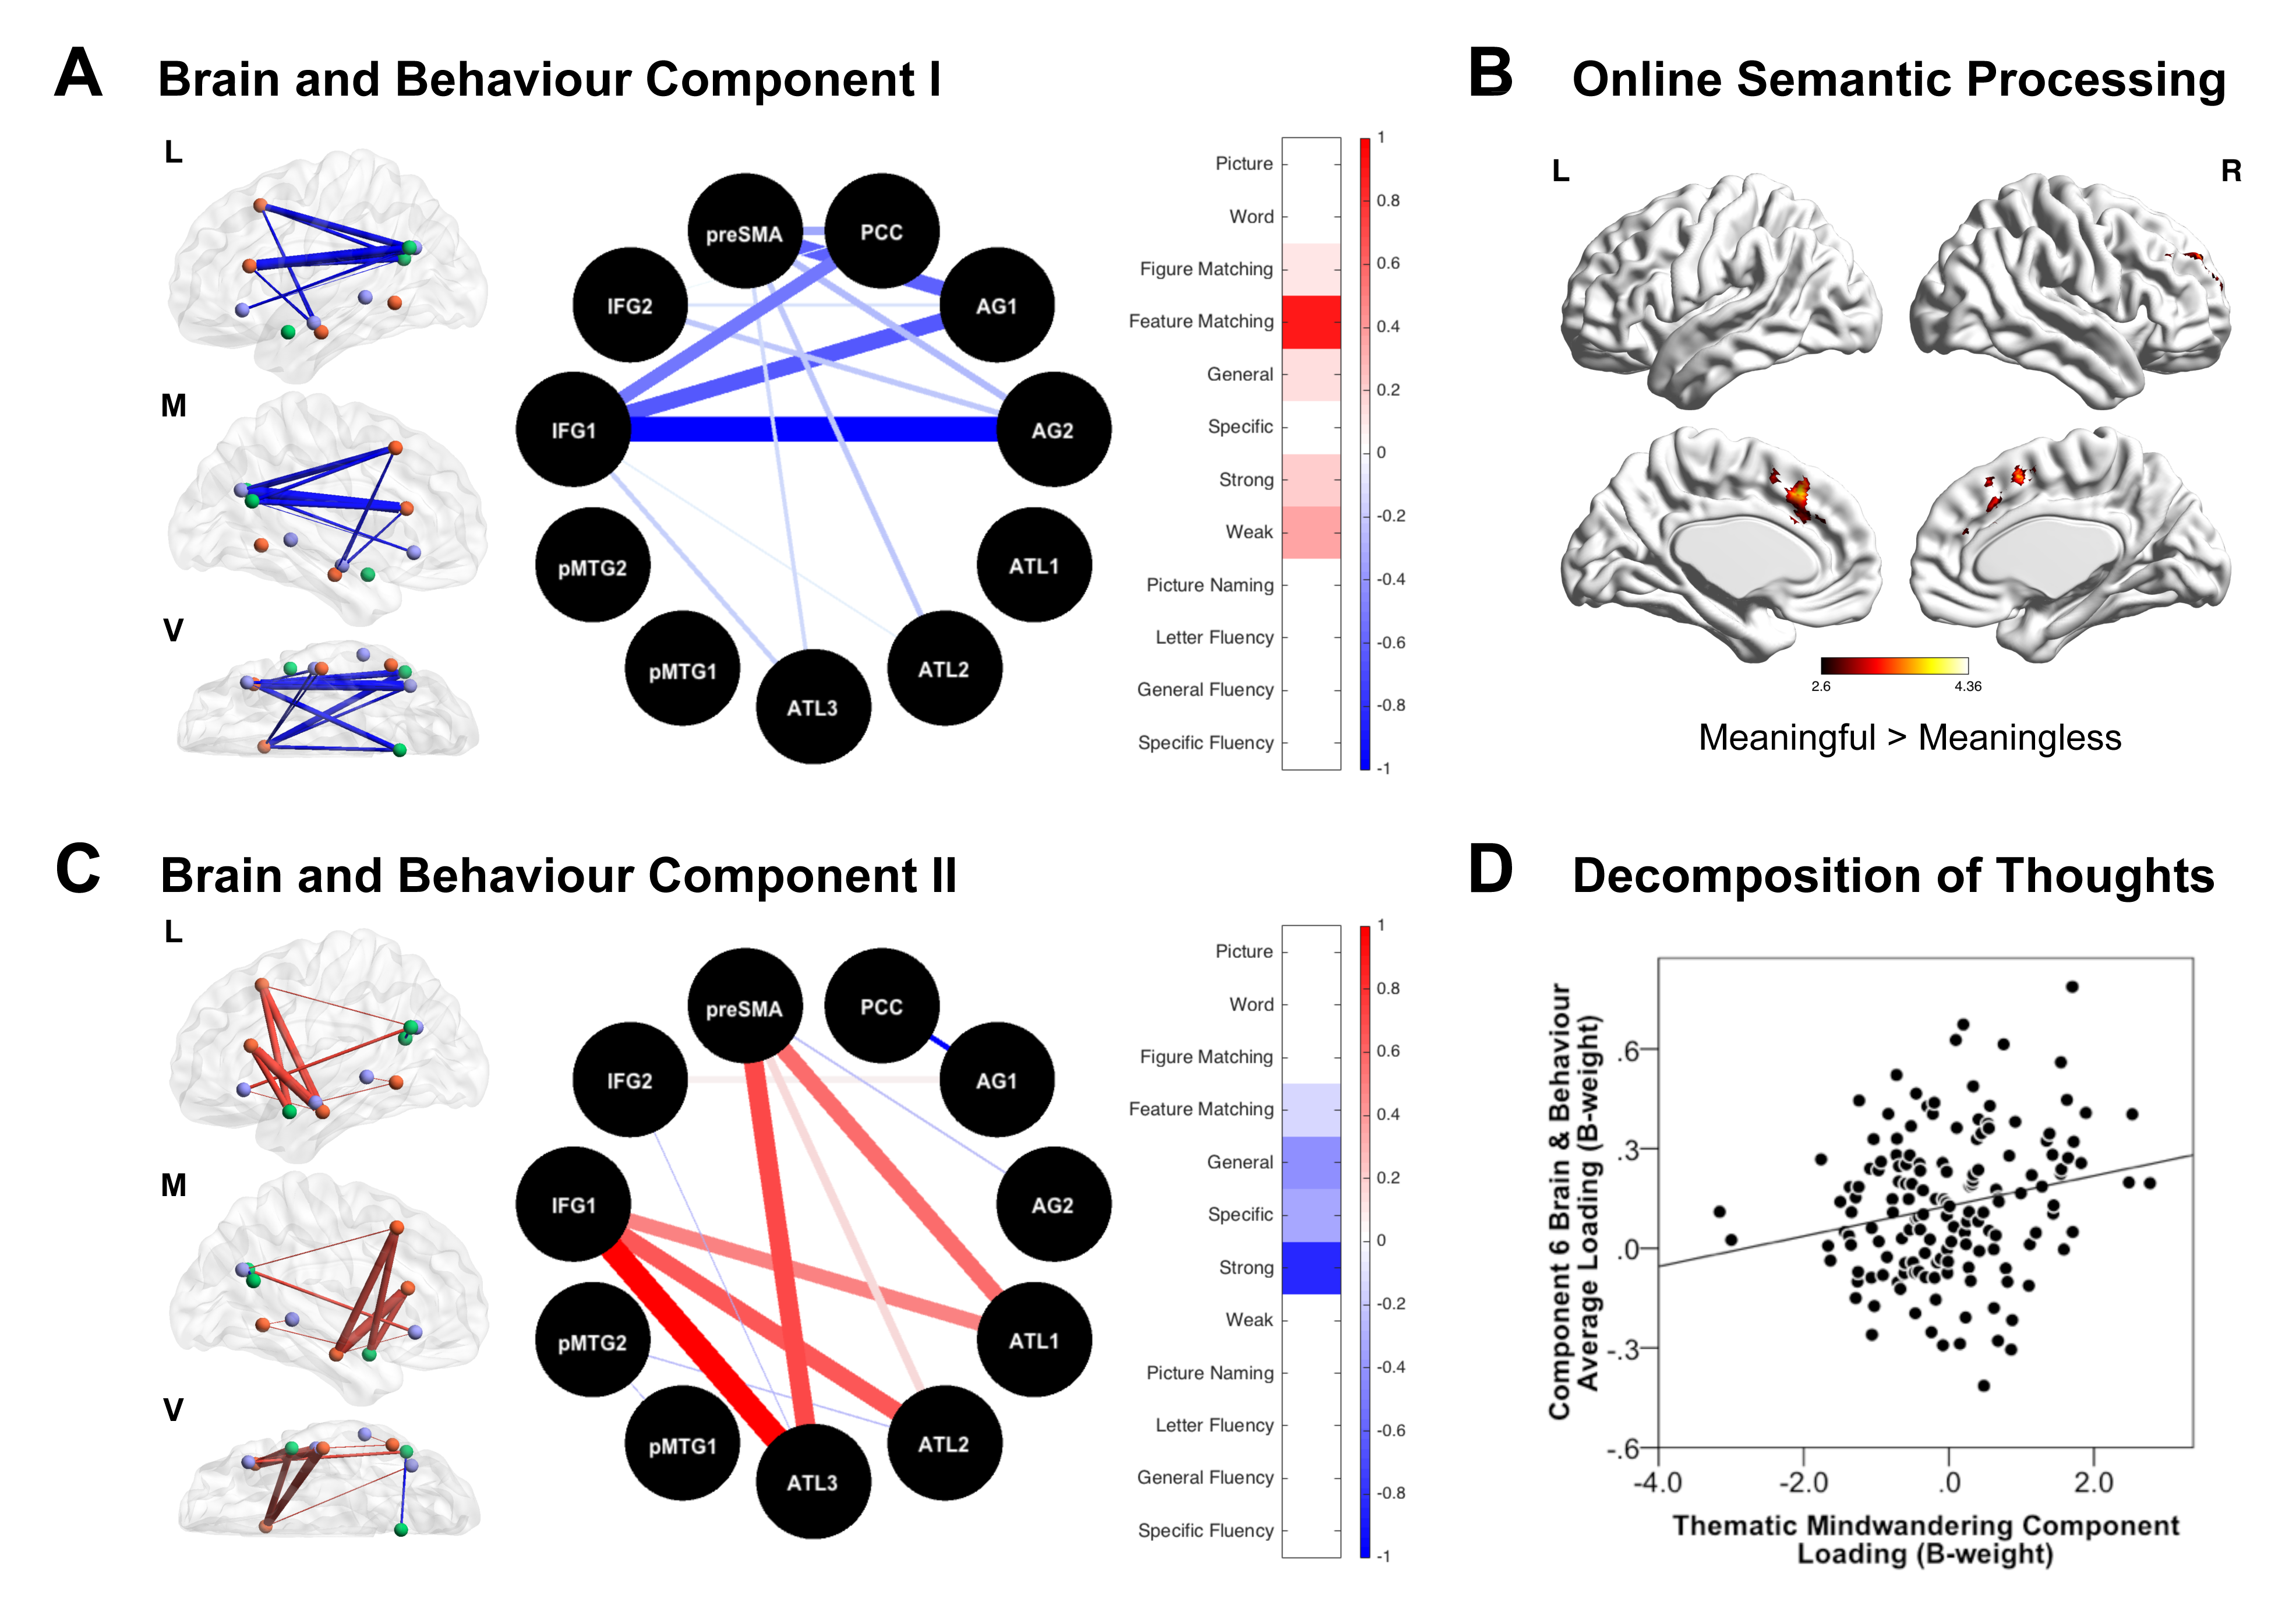 A Brain and Behaviour Component I
L
M
V
preSMA
PCC
IFG2
AG1
IFG1
AG2
pMTG2
ATL1
pMTG1
ATL2
ATL3
Picture
Word
Figure Matching
Feature Matching
General
Specific
Strong
Weak
Picture Naming
Letter Fluency
General Fluency
Specific Fluency
1
0.8
0.6
0.4
0.2
0
-0.2
-0.4
-0.6
-0.8
-1
B Online Semantic Processing
L
R
2.6
4.36
Meaningful > Meaningless
C Brain and Behaviour Component II
L
M
V
preSMA
PCC
IFG2
AG1
IFG1
AG2
pMTG2
ATL1
pMTG1
ATL2
ATL3
Picture
Word
Figure Matching
Feature Matching
General
Specific
Strong
Weak
Picture Naming
Letter Fluency
General Fluency
Specific Fluency
1
0.8
0.6
0.4
0.2
0
-0.2
-0.4
-0.6
-0.8
-1
D Decomposition of Thoughts
Component 6 Brain & Behaviour
Average Loading (B-weight)
.6
.3
.0
-.3
-.6
-4.0
-2.0
.0
2.0
Thematic Mindwandering Component
Loading (B-weight)